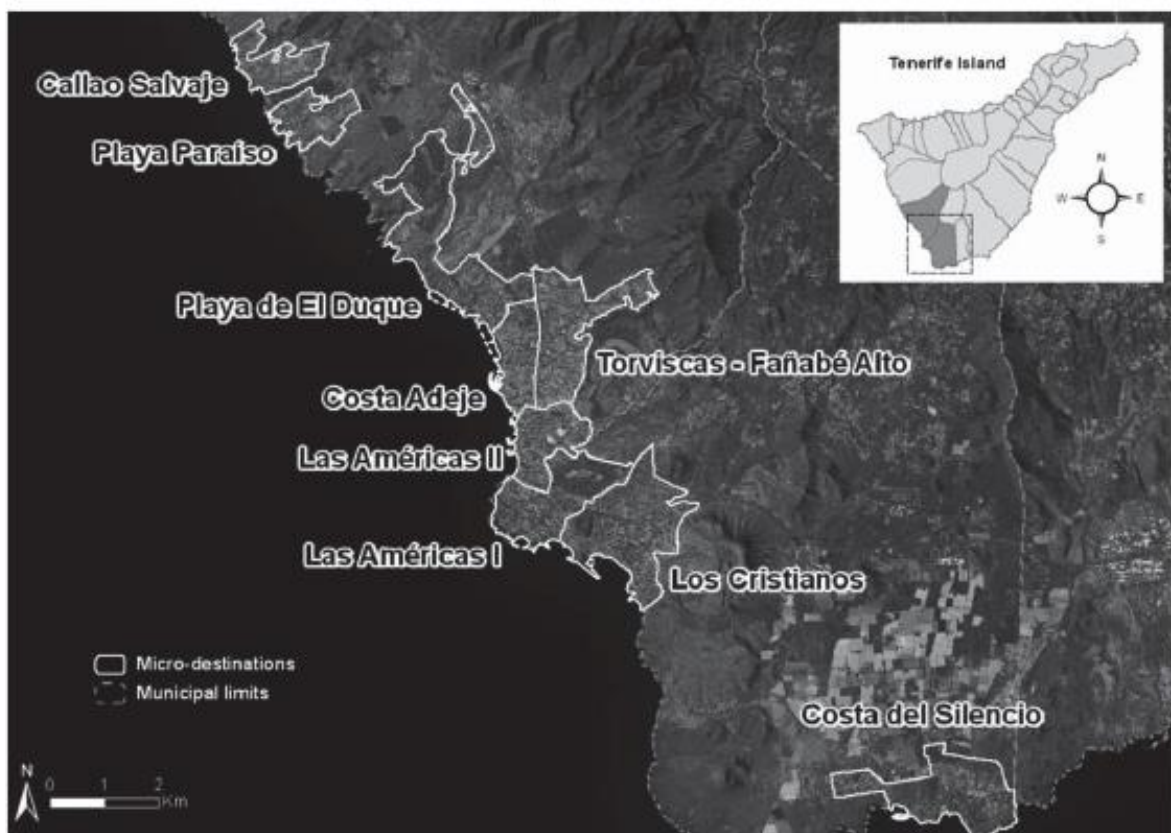 Tenerife Island
N
W
E
S
Callao Salvaje
Playa Paraíso
Playa de El Duque
Torviscas - Fañabé Alto
Costa Adeje
Las Américas II
Las Américas I
Los Cristianos
Micro-destinations
Municipal limits
Costa del Silencio
N
0 1 2
Km